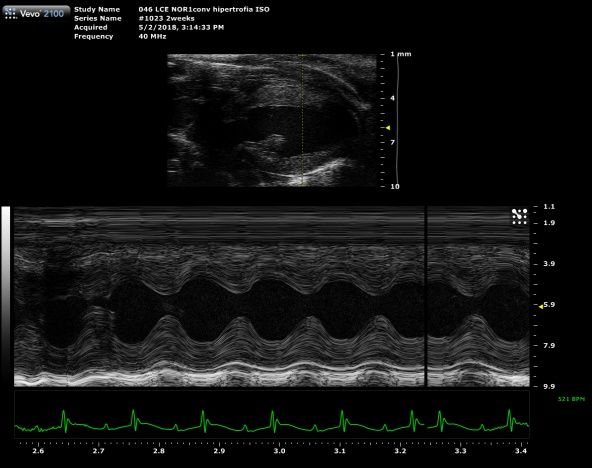 Vevo 2100
Study Name 046 LCE NOR1conv hipertrofia ISO
Series Name #1023 2weeks
Acquired 5/2/2018, 3:14:33 PM
Frequency 40 MHz
1 mm
4
7
10
1.1
1.9
3.9
5.9
7.9
9.9
521 BPM
2.6 2.7 2.8 2.9 3.0 3.1 3.2 3.3 3.4